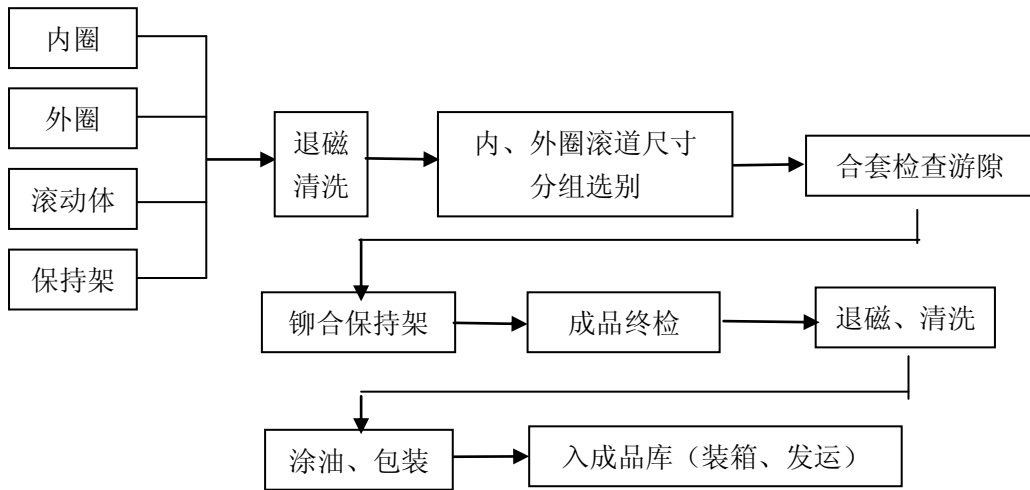 内圈
外圈
滚动体
保持架
退磁
清洗
内、外圈滚道尺寸
分组选别
合套检查游隙
铆合保持架
成品终检
退磁、清洗
涂油、包装
入成品库（装箱、发运）